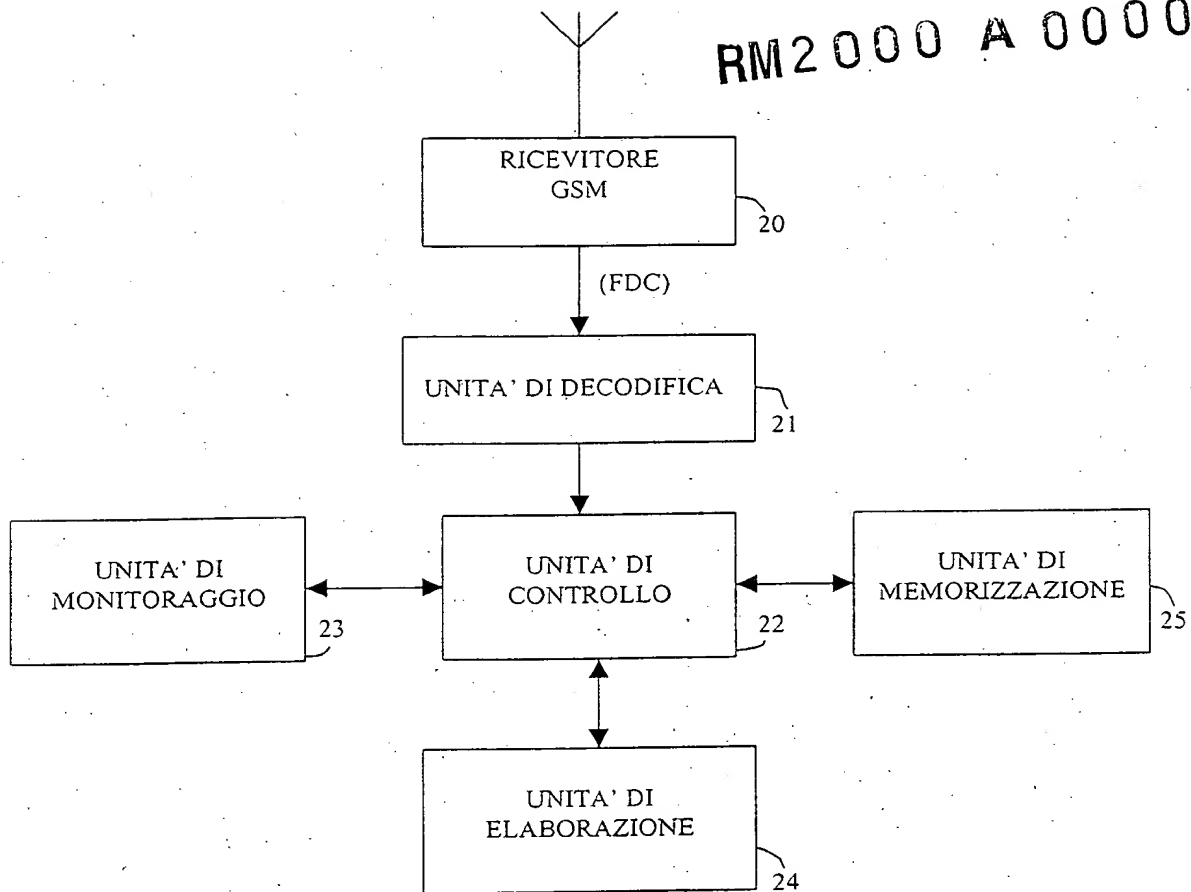 RM2000 A 0000
RICEVITORE
GSM
20
(FDC)
UNITA' DI DECODIFICA
21
UNITA' DI
MONITORAGGIO
23
UNITA' DI
CONTROLLO
22
UNITA' DI
MEMORIZZAZIONE
25
UNITA' DI
ELABORAZIONE
24